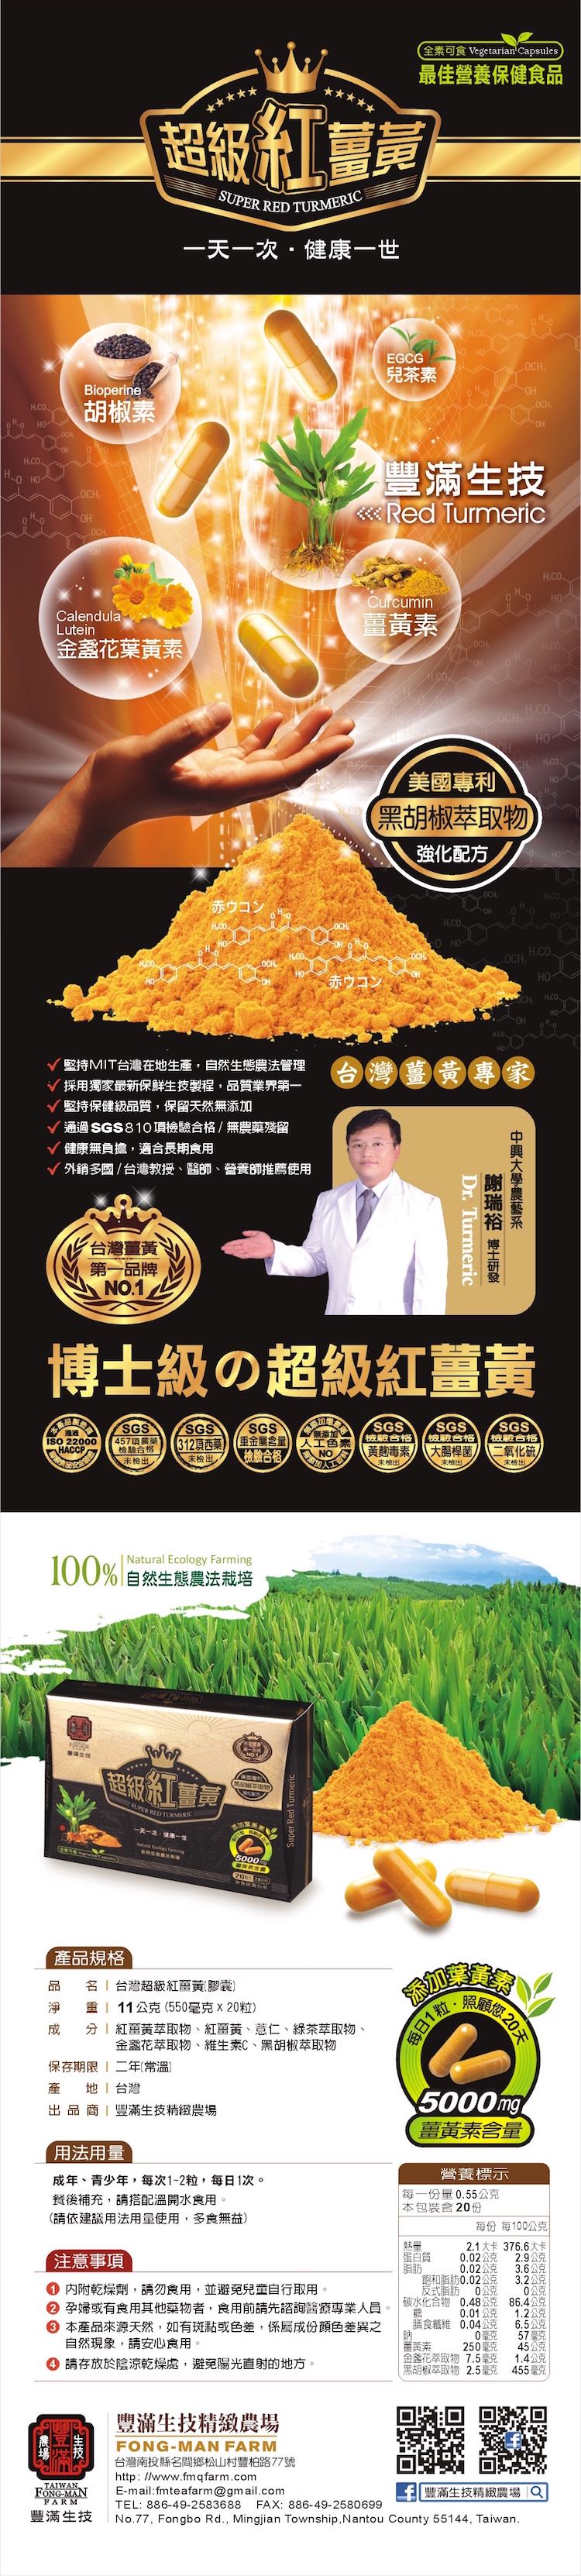 全素可食 Vegetarian Capsules
最佳營養保健食品
超級紅薑黃
SUPER RED TURMERIC
一天一次．健康一世
Bioperine
胡椒素
EGCG
兒茶素
豐滿生技
Red Turmeric
Calendula
Lutein
金盞花葉黃素
Curcumin
薑黃素
美國專利
黑胡椒萃取物
強化配方
赤ウコン
赤ウコン
堅持MIT台灣在地生產，自然生態農法管理
採用獨家最新保鮮生技製程，品質業界第一
堅持保健級品質，保留天然無添加
通過SGS810項檢驗合格/無農藥殘留
健康無負擔，適合長期食用
外銷多國/台灣教授、醫師、營養師推薦使用
台灣薑黃專家
中興大學農藝系
謝瑞裕 博士研發
Dr. Turmeric
台灣薑黃
第一品牌
NO.1
博士級の超級紅薑黃
通過
ISO 22000
HACCP
SGS
457項農藥
檢驗合格
未檢出
SGS
312項西藥
未檢出
SGS
重金屬含量
檢驗合格
無添加
人工色素
NO
SGS
檢驗合格
黃麴毒素
未檢出
SGS
檢驗合格
大腸桿菌
未檢出
SGS
檢驗合格
二氧化硫
未檢出
100% Natural Ecology Farming
自然生態農法栽培
豐滿生技
超級紅薑黃
SUPER RED TURMERIC
一天一次．健康一世
Super Red Turmeric
5000mg
產品規格
品名 台灣超級紅薑黃(膠囊)
淨重 11公克 (550毫克 X 20粒)
成分 紅薑黃萃取物、紅薑黃、薏仁、綠茶萃取物、
金盞花萃取物、維生素C、黑胡椒萃取物
保存期限 二年(常溫)
產地 台灣
出品商 豐滿生技精緻農場
添加葉黃素
每日1粒．照顧您20天
5000mg
薑黃素含量
用法用量
成年、青少年，每次1-2粒，每日1次。
餐後補充，請搭配溫開水食用。
(請依建議用法用量使用，多食無益)
營養標示
每一份量 0.55公克
本包裝含 20份
每份 每100公克
熱量 2.1大卡 376.6大卡
蛋白質 0.02公克 2.9公克
脂肪 0.02公克 3.6公克
飽和脂肪 0.02公克 3.2公克
反式脂肪 0公克 0公克
碳水化合物 0.48公克 86.4公克
糖 0.01公克 1.2公克
膳食纖維 0.04公克 6.5公克
鈉 0毫克 57毫克
薑黃素 250毫克 45公克
金盞花萃取物 7.5毫克 1.4公克
黑胡椒萃取物 2.5毫克 455毫克
注意事項
1 內附乾燥劑，請勿食用，並避免兒童自行取用。
2 孕婦或有食用其他藥物者，食用前請先諮詢醫療專業人員。
3 本產品來源天然，如有斑點或色差，係屬成份顏色差異之
自然現象，請安心食用。
4 請存放於陰涼乾燥處，避免陽光直射的地方。
豐滿
生技
農場
TAIWAN
FONG-MAN
FARM
豐滿生技
豐滿生技精緻農場
FONG-MAN FARM
台灣南投縣名間鄉松山村豐柏路77號
http: //www.fmqfarm.com
E-mail:fmteafarm@gmail.com
TEL: 886-49-2583688 FAX: 886-49-2580699
No.77, Fongbo Rd., Mingjian Township,Nantou County 55144, Taiwan.
豐滿生技精緻農場